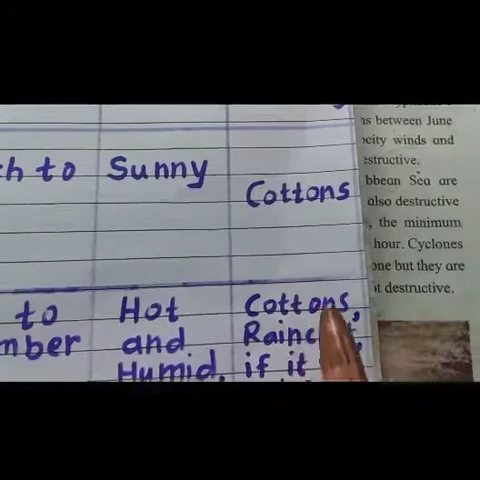 ch to Sunny Cottons
to Hot Cottons,
mber and
Humid, if it
ns between June
ocity winds and
estructive.
bbean Sea are
also destructive
, the minimum
hour. Cyclones
one but they are
t destructive.